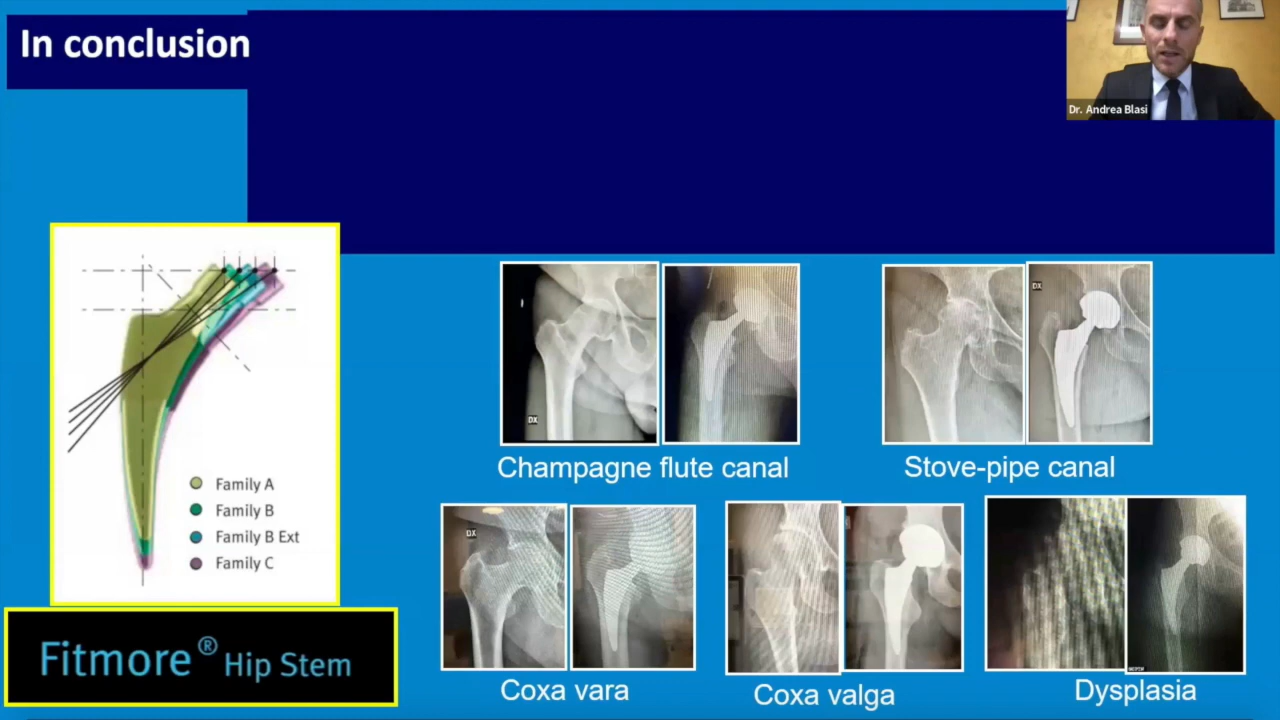 In conclusion
Dr. Andrea Blasi
Family A
Family B
Family B Ext
Family C
Fitmore® Hip Stem
DX
Champagne flute canal
DX
Stove-pipe canal
DX
Coxa vara
Coxa valga
Dysplasia